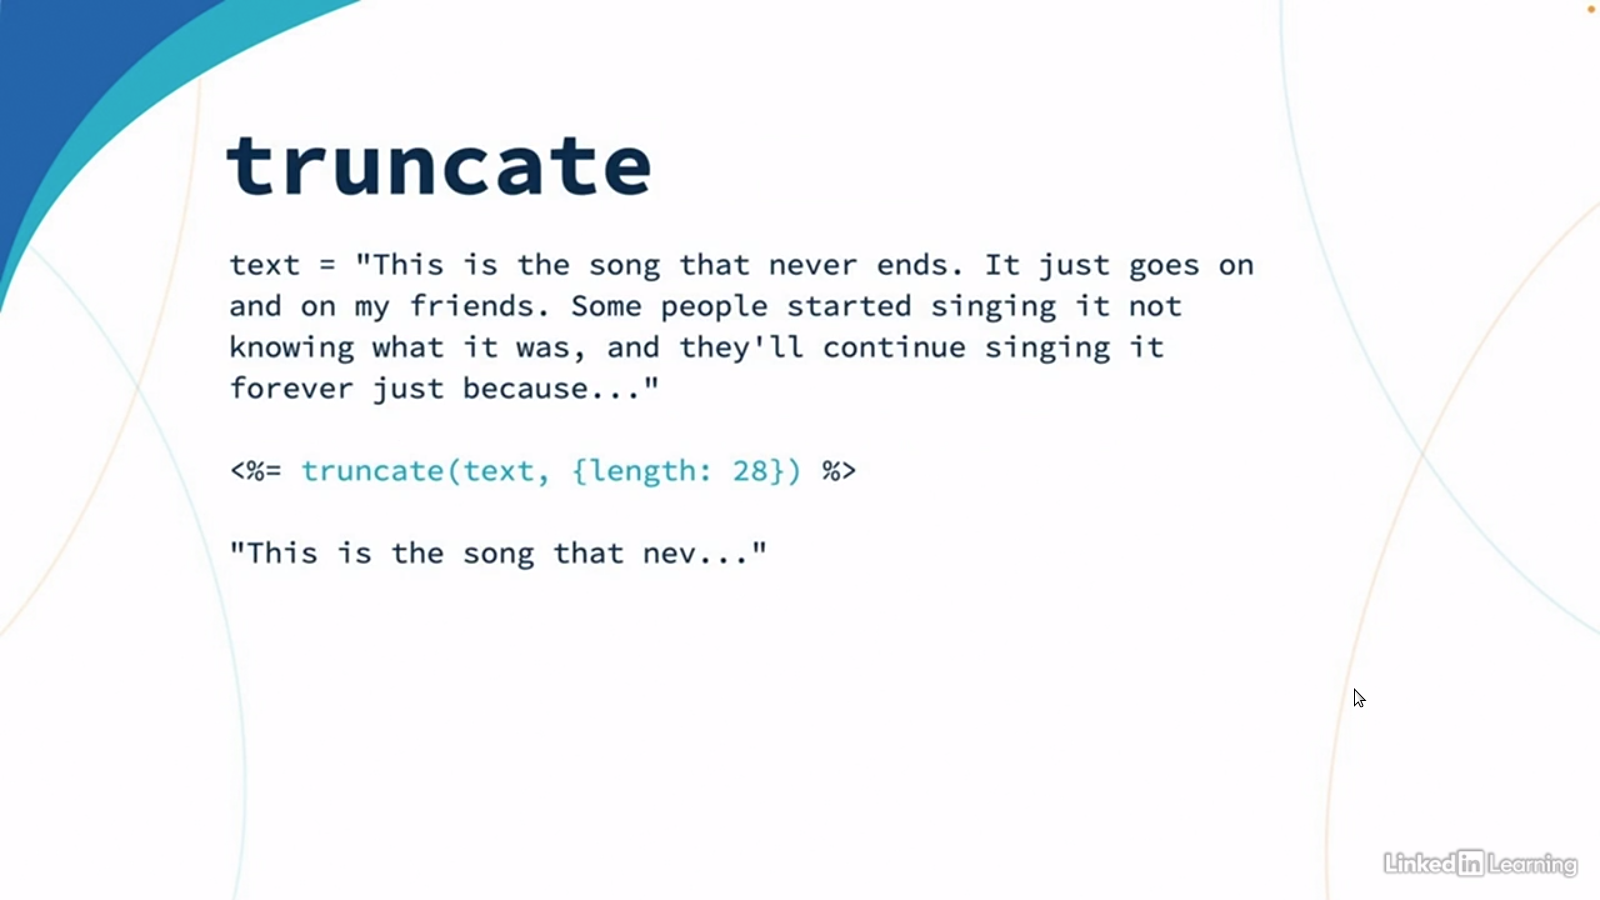 truncate
text = "This is the song that never ends. It just goes on
and on my friends. Some people started singing it not
knowing what it was, and they'll continue singing it
forever just because..."
<%= truncate(text, {length: 28}) %>
"This is the song that nev..."
Linked in Learning